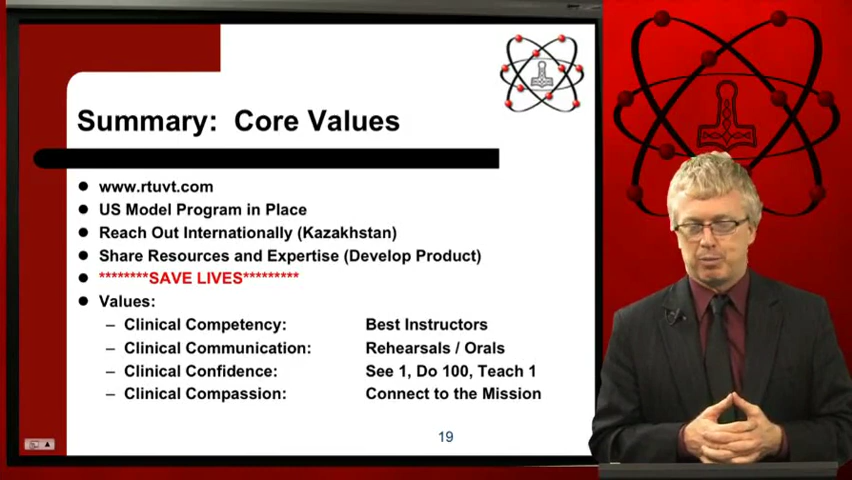 Summary: Core Values
www.rtuvt.com
US Model Program in Place
Reach Out Internationally (Kazakhstan)
Share Resources and Expertise (Develop Product)
********SAVE LIVES*********
Values:
– Clinical Competency: Best Instructors
– Clinical Communication: Rehearsals / Orals
– Clinical Confidence: See 1, Do 100, Teach 1
– Clinical Compassion: Connect to the Mission
19